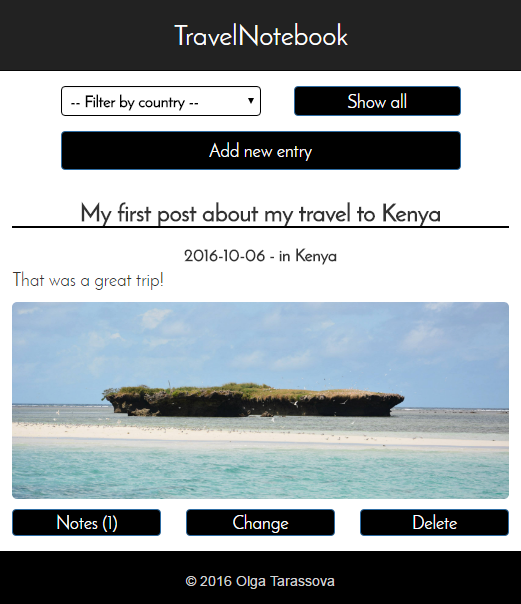 TravelNotebook
-- Filter by country --
Show all
Add new entry
My first post about my travel to Kenya
2016-10-06 - in Kenya
That was a great trip!
Notes (1)
Change
Delete
© 2016 Olga Tarassova